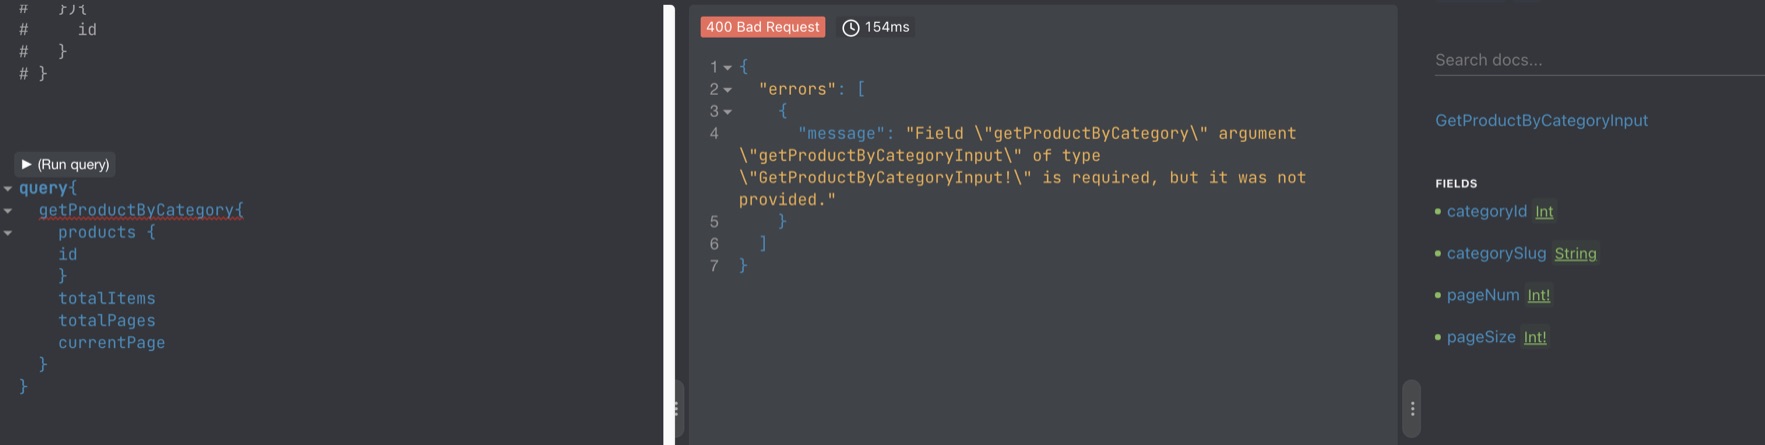 #   }){
#     id
#   }
# }
▶ (Run query)
query{
  getProductByCategory{
    products {
    id
    }
    totalItems
    totalPages
    currentPage
  }
}
400 Bad Request 154ms
1 {
2   "errors": [
3     {
4       "message": "Field \"getProductByCategory\" argument
\"getProductByCategoryInput\" of type
\"GetProductByCategoryInput!\" is required, but it was not
provided."
5     }
6   ]
7 }
Search docs...
GetProductByCategoryInput
FIELDS
categoryId Int
categorySlug String
pageNum Int!
pageSize Int!